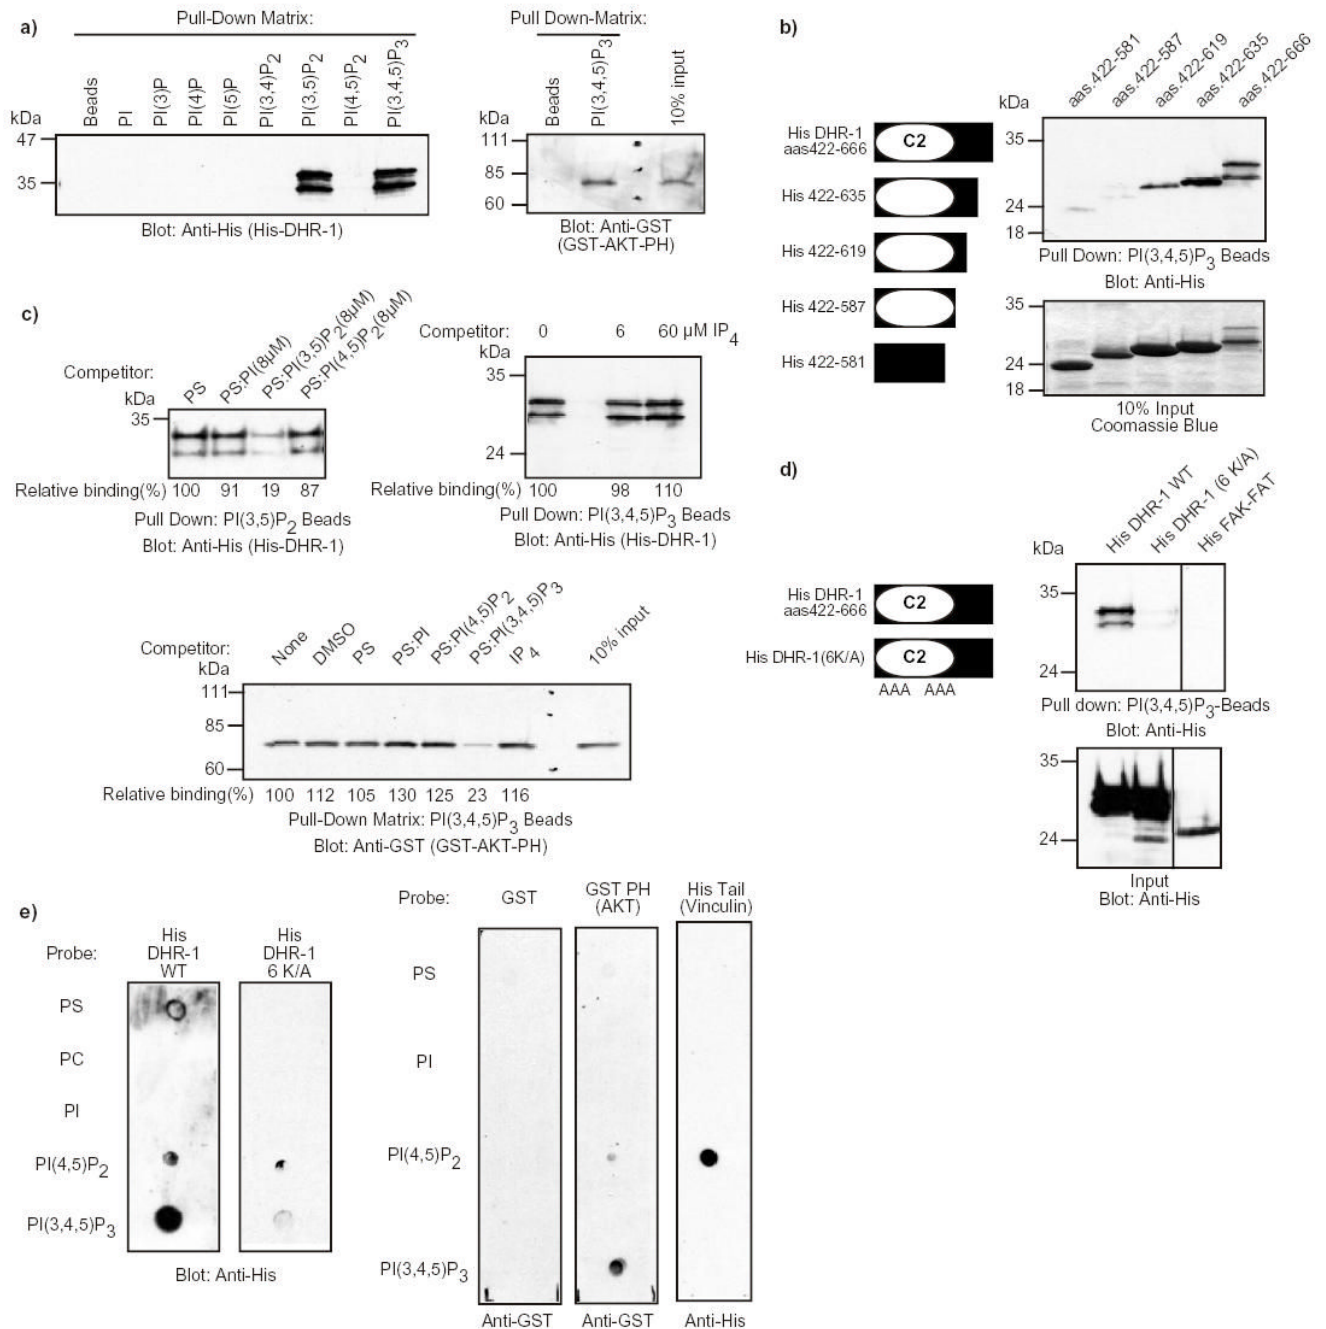 a)
Pull-Down Matrix:
Beads
PI
PI(3)P
PI(4)P
PI(5)P
PI(3,4)P2
PI(3,5)P2
PI(4,5)P2
PI(3,4,5)P3
kDa
47
35
Blot: Anti-His (His-DHR-1)
Pull Down-Matrix:
Beads
PI(3,4,5)P3
10% input
kDa
111
85
60
Blot: Anti-GST
(GST-AKT-PH)
b)
His DHR-1
aas422-666
C2
His 422-635
His 422-619
His 422-587
His 422-581
aas.422-581
aas.422-587
aas.422-619
aas.422-635
aas.422-666
kDa
35
24
18
Pull Down: PI(3,4,5)P3 Beads
Blot: Anti-His
35
24
18
10% Input
Coomassie Blue
c)
Competitor:
PS
PS:PI(8µM)
PS:PI(3,5)P2(8µM)
PS:PI(4,5)P2(8µM)
kDa
35
Relative binding(%)
100 91 19 87
Pull Down: PI(3,5)P2 Beads
Blot: Anti-His (His-DHR-1)
Competitor: 0 6 60 µM IP4
kDa
35
24
Relative binding(%)
100 98 110
Pull Down: PI(3,4,5)P3 Beads
Blot: Anti-His (His-DHR-1)
Competitor:
None
DMSO
PS
PS:PI
PS:PI(4,5)P2
PS:PI(3,4,5)P3
IP4
10% input
kDa
111
85
60
Relative binding(%) 100 112 105 130 125 23 116
Pull-Down Matrix: PI(3,4,5)P3 Beads
Blot: Anti-GST (GST-AKT-PH)
d)
His DHR-1
aas422-666
C2
His DHR-1(6K/A)
C2
AAA AAA
His DHR-1 WT
His DHR-1 (6 K/A)
His FAK-FAT
kDa
35
24
Pull down: PI(3,4,5)P3-Beads
Blot: Anti-His
35
24
Input
Blot: Anti-His
e)
Probe:
His
DHR-1
WT
His
DHR-1
6 K/A
PS
PC
PI
PI(4,5)P2
PI(3,4,5)P3
Blot: Anti-His
Probe:
GST
GST PH
(AKT)
His Tail
(Vinculin)
PS
PI
PI(4,5)P2
PI(3,4,5)P3
Anti-GST
Anti-GST
Anti-His